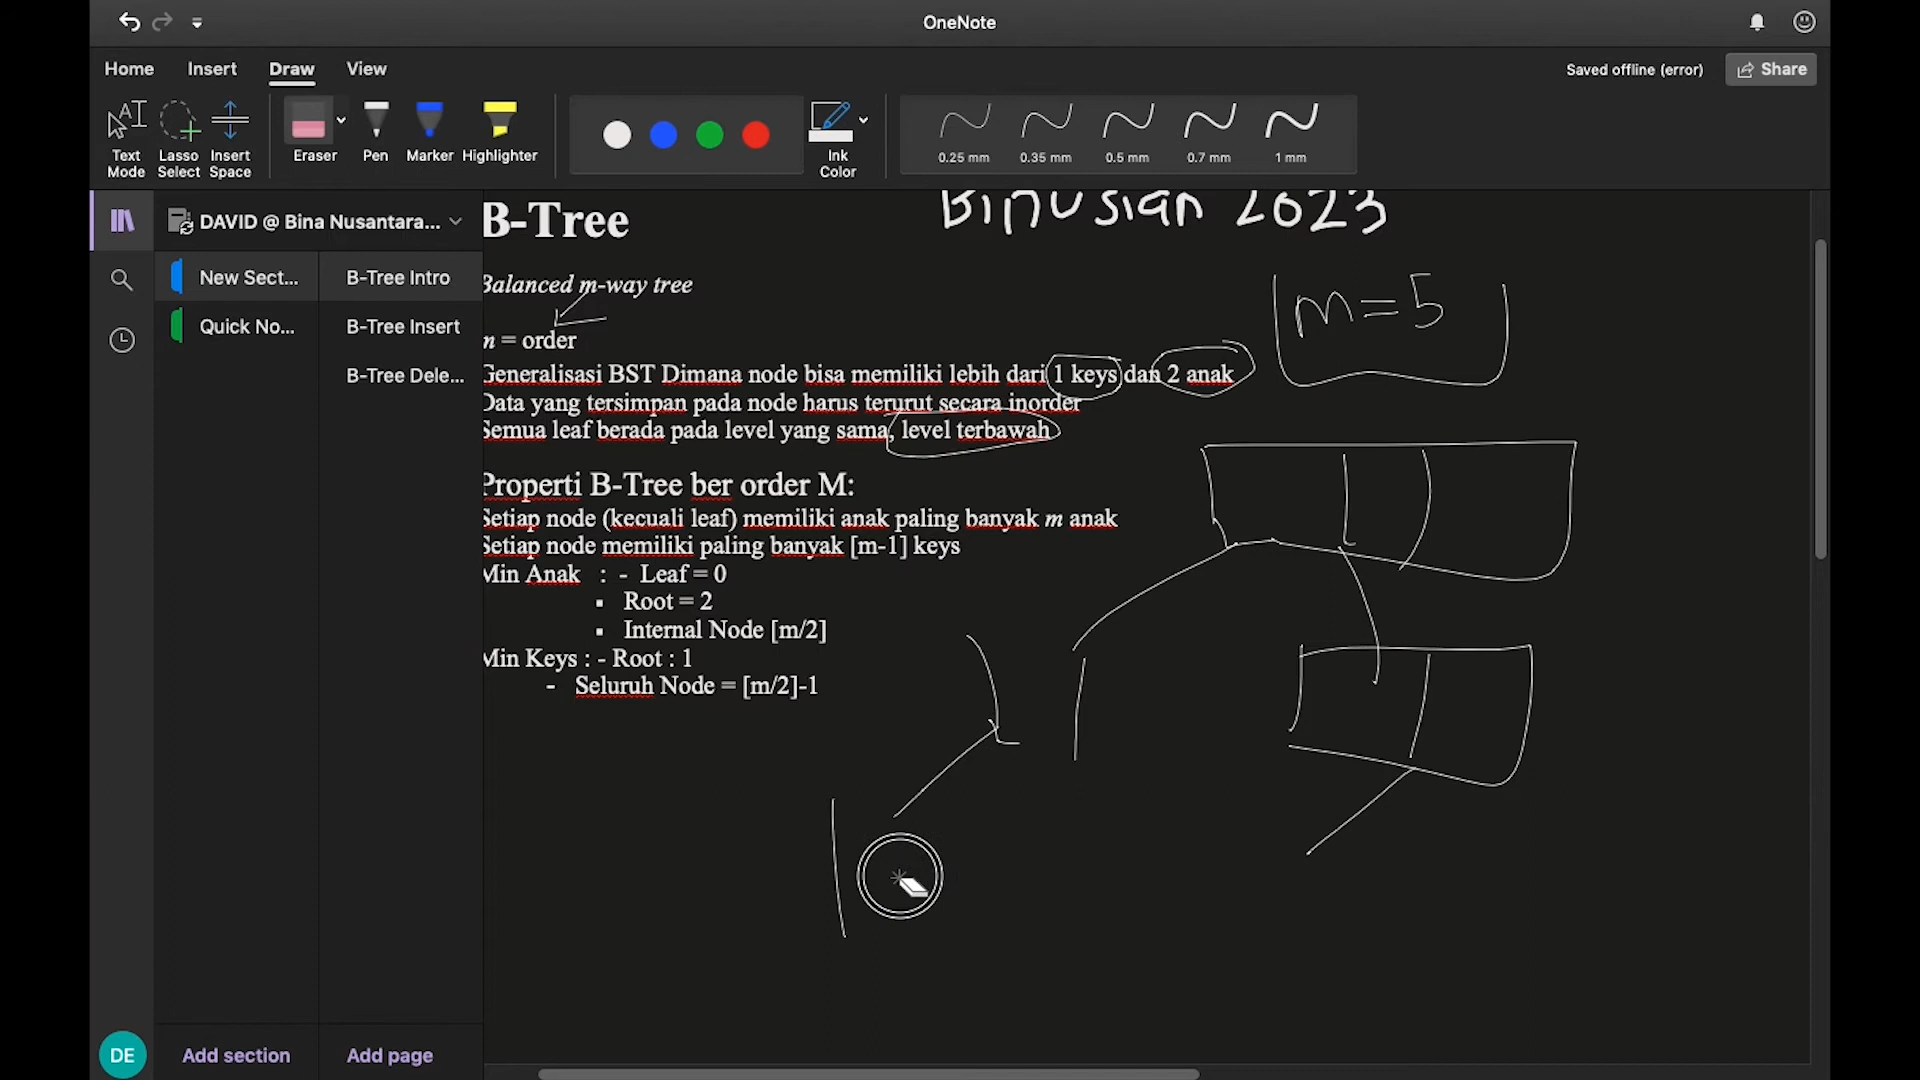 OneNote
Home Insert Draw View
Saved offline (error) Share
Text Mode
Lasso Select
Insert Space
Eraser
Pen
Marker
Highlighter
Ink Color
0.25 mm
0.35 mm
0.5 mm
0.7 mm
1 mm
DAVID @ Bina Nusantara...
New Sect...
Quick No...
B-Tree Intro
B-Tree Insert
B-Tree Dele...
Add section
Add page
DE
B-Tree
Binusian 2023
Balanced m-way tree
m = order
m=5
Generalisasi BST Dimana node bisa memiliki lebih dari 1 keys dan 2 anak
Data yang tersimpan pada node harus terurut secara inorder
Semua leaf berada pada level yang sama, level terbawah
Properti B-Tree ber order M:
Setiap node (kecuali leaf) memiliki anak paling banyak m anak
Setiap node memiliki paling banyak [m-1] keys
Min Anak : - Leaf = 0
▪ Root = 2
▪ Internal Node [m/2]
Min Keys : - Root : 1
- Seluruh Node = [m/2]-1